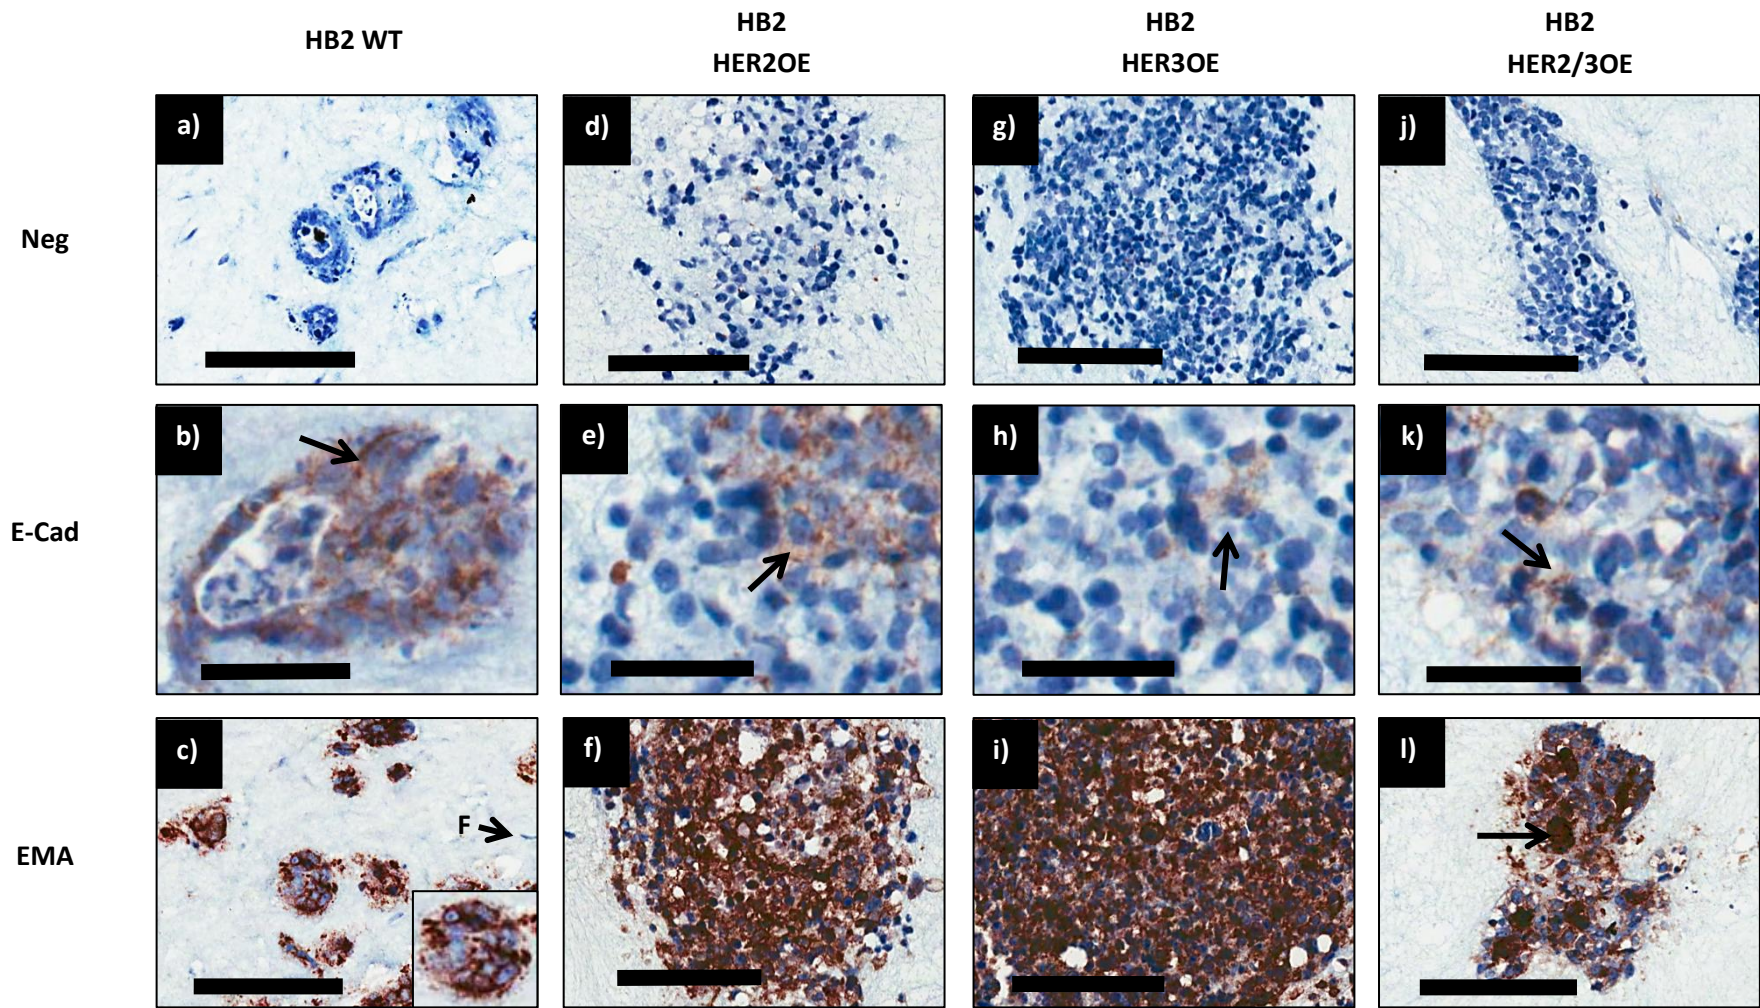 HB2 WT
HB2
HER2OE
HB2
HER3OE
HB2
HER2/3OE
Neg
a)
d)
g)
j)
E-Cad
b)
e)
h)
k)
EMA
c)
f)
i)
l)
F